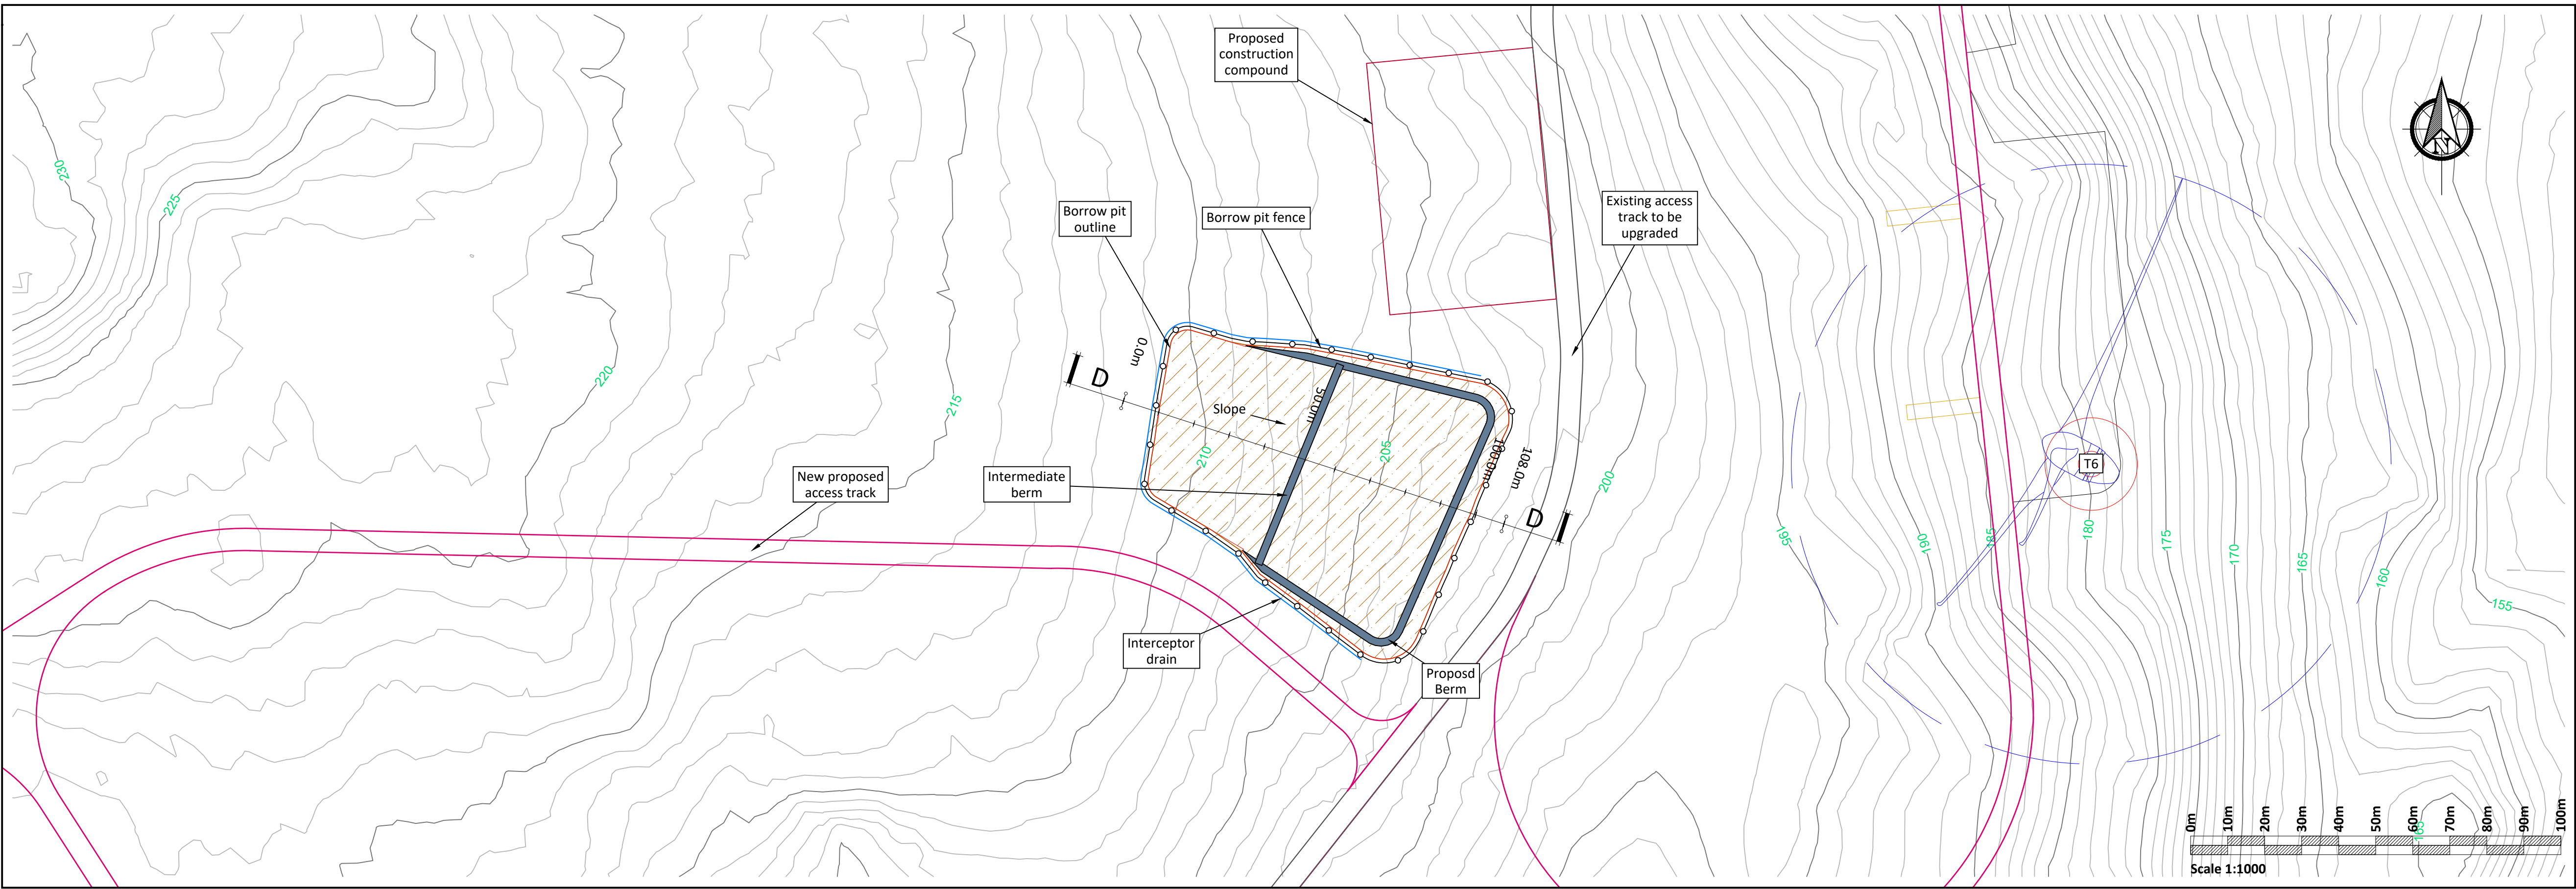 Proposed
construction
compound
N
230
225
Borrow pit
outline
Borrow pit fence
Existing access
track to be
upgraded
0.0m
D
220
215
Slope
50.0m
210
205
100.0m
108.0m
D
200
New proposed
access track
Intermediate
berm
T6
195
190
185
180
175
170
165
160
155
Interceptor
drain
Proposd
Berm
0m
10m
20m
30m
40m
50m
60m
70m
80m
90m
100m
165
Scale 1:1000